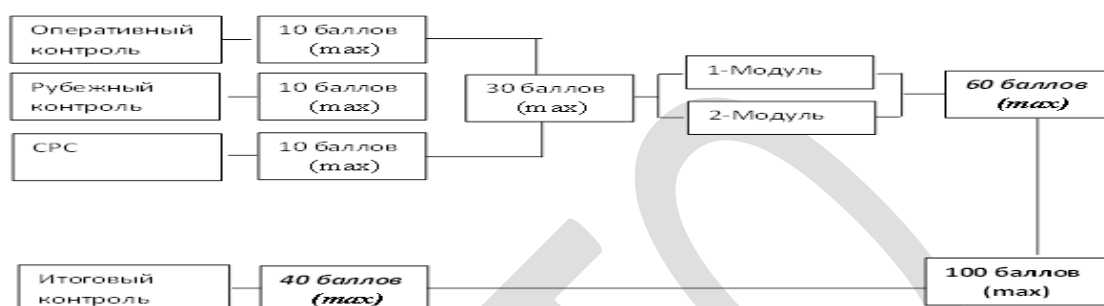 Оперативный
контроль
10 баллов
(max)
Рубежный
контроль
10 баллов
(max)
СРС
10 баллов
(max)
30 баллов
(max)
1-Модуль
2-Модуль
60 баллов
(max)
Итоговый
контроль
40 баллов
(max)
100 баллов
(max)